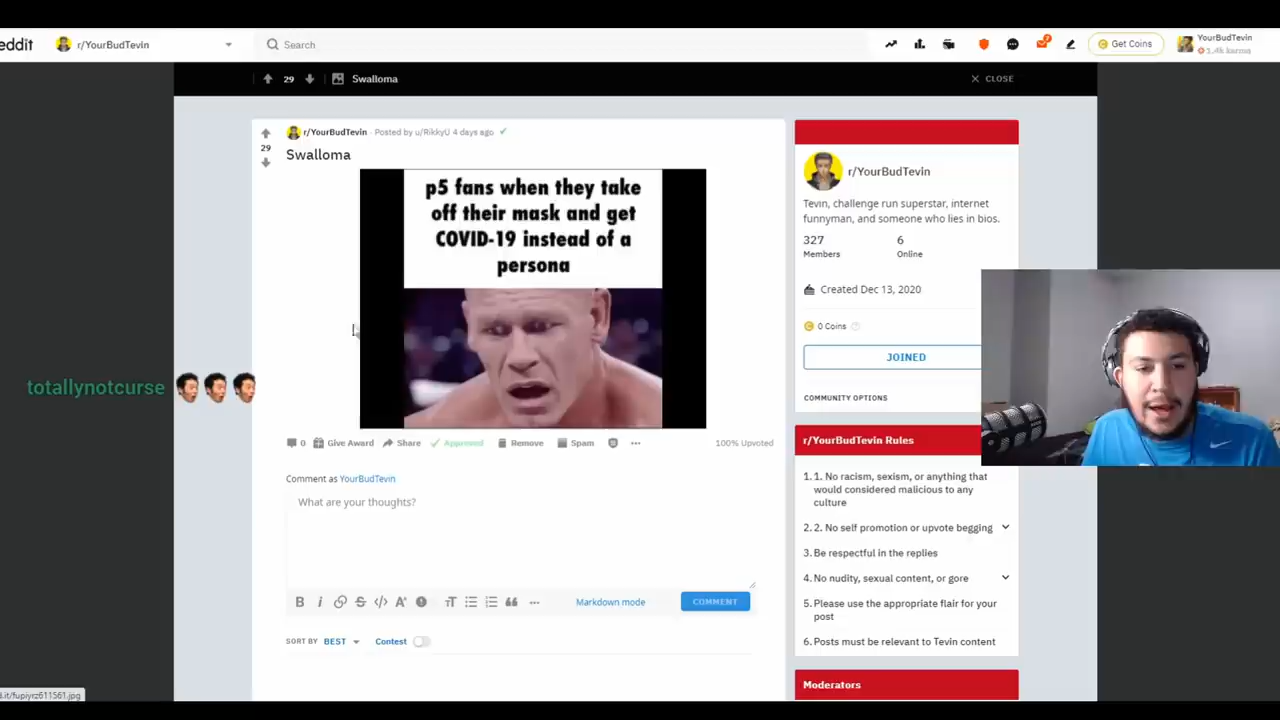 eddit
r/YourBudTevin
Search
Get Coins
YourBudTevin
1.4k karma
29
Swalloma
CLOSE
r/YourBudTevin · Posted by u/RikkyU 4 days ago
29
Swalloma
p5 fans when they take
off their mask and get
COVID-19 instead of a
persona
totallynotcurse
0 Give Award Share Approved Remove Spam ··· 100% Upvoted
Comment as YourBudTevin
What are your thoughts?
Markdown mode
COMMENT
SORT BY BEST Contest
r/YourBudTevin
Tevin, challenge run superstar, internet
funnyman, and someone who lies in bios.
327 6
Members Online
Created Dec 13, 2020
0 Coins
JOINED
COMMUNITY OPTIONS
r/YourBudTevin Rules
1. 1. No racism, sexism, or anything that
would considered malicious to any
culture
2. 2. No self promotion or upvote begging
3. Be respectful in the replies
4. No nudity, sexual content, or gore
5. Please use the appropriate flair for your
post
6. Posts must be relevant to Tevin content
Moderators